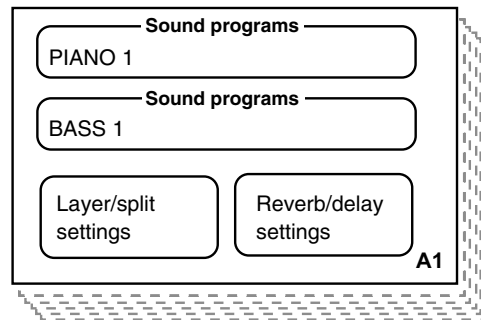 Sound programs
PIANO 1
Sound programs
BASS 1
Layer/split
settings
Reverb/delay
settings
A1